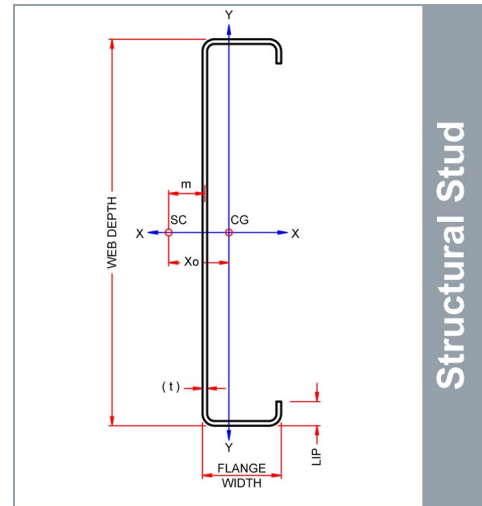 Y
m
SC
CG
X
X
Xo
WEB DEPTH
(t)
Y
LIP
FLANGE
WIDTH
Structural Stud